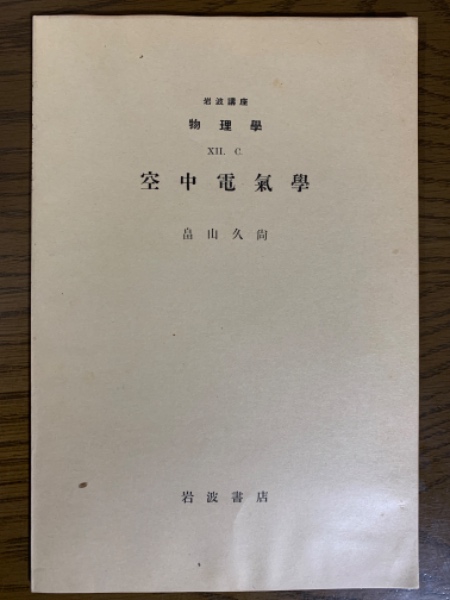 岩波講座
物理學
XII. C
空中電氣學
畠山久尙
岩波書店